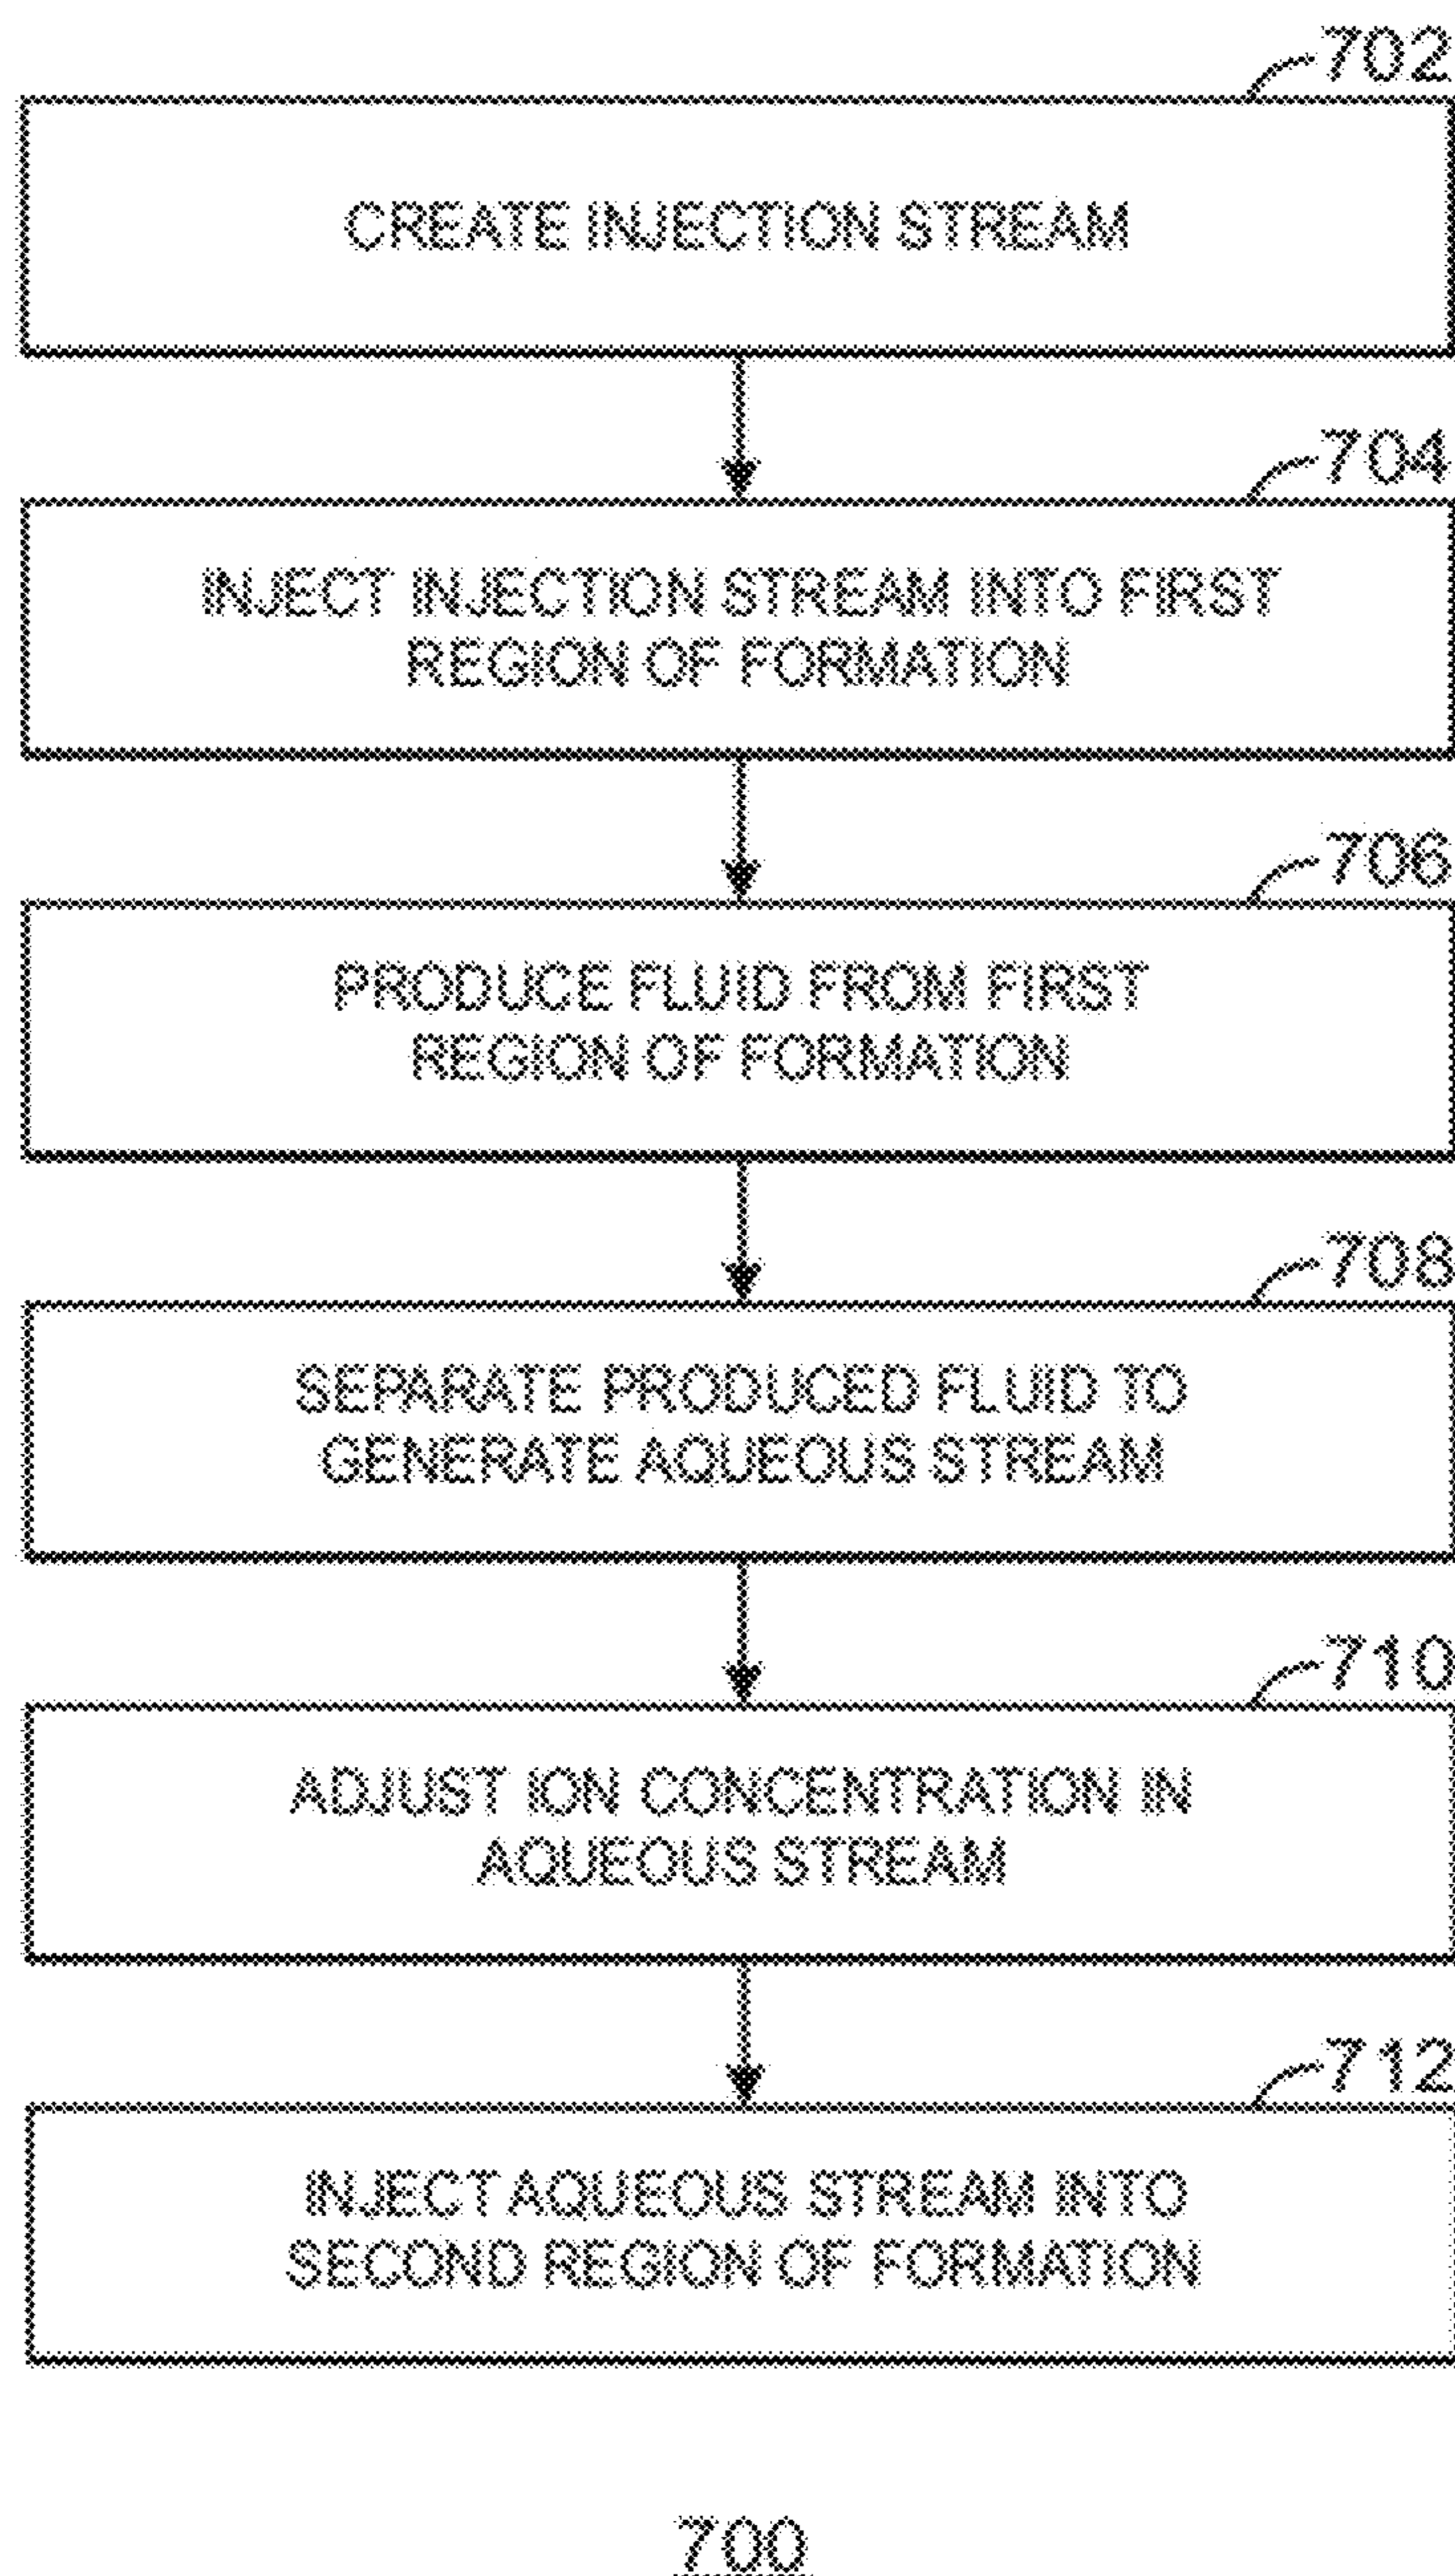 702
CREATE INJECTION STREAM
704
INJECT INJECTION STREAM INTO FIRST
REGION OF FORMATION
706
PRODUCE FLUID FROM FIRST
REGION OF FORMATION
708
SEPARATE PRODUCED FLUID TO
GENERATE AQUEOUS STREAM
710
ADJUST ION CONCENTRATION IN
AQUEOUS STREAM
712
INJECT AQUEOUS STREAM INTO
SECOND REGION OF FORMATION
700